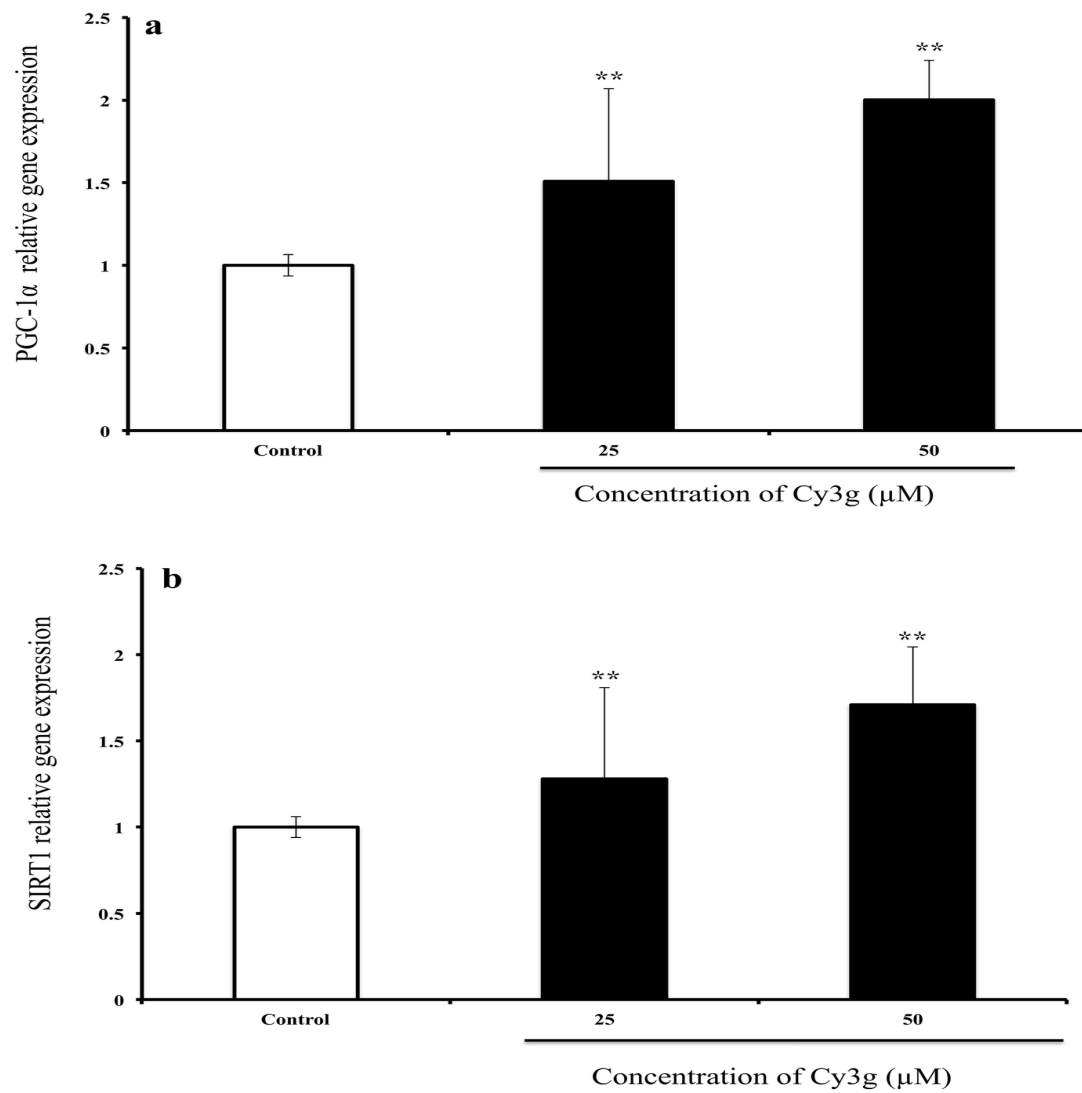 a
PGC-1α relative gene expression
2.5
2
1.5
1
0.5
0
**
**
Control
25
50
Concentration of Cy3g (µM)
b
SIRT1 relative gene expression
2.5
2
1.5
1
0.5
0
**
**
Control
25
50
Concentration of Cy3g (µM)